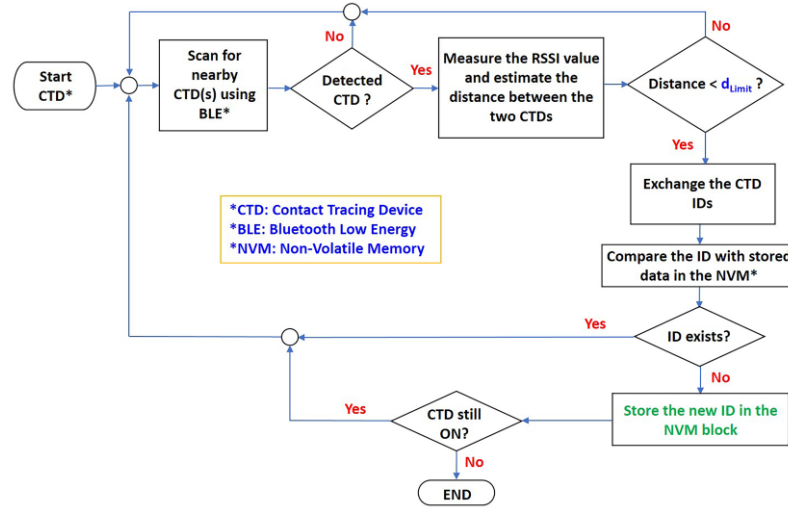 Start
CTD*
Scan for
nearby
CTD(s) using
BLE*
No
Detected
CTD ?
Yes
Measure the RSSI value
and estimate the
distance between the
two CTDs
No
Distance < dLimit ?
Yes
Exchange the CTD
IDs
*CTD: Contact Tracing Device
*BLE: Bluetooth Low Energy
*NVM: Non-Volatile Memory
Compare the ID with stored
data in the NVM*
Yes
ID exists?
No
Store the new ID in the
NVM block
Yes
CTD still
ON?
No
END